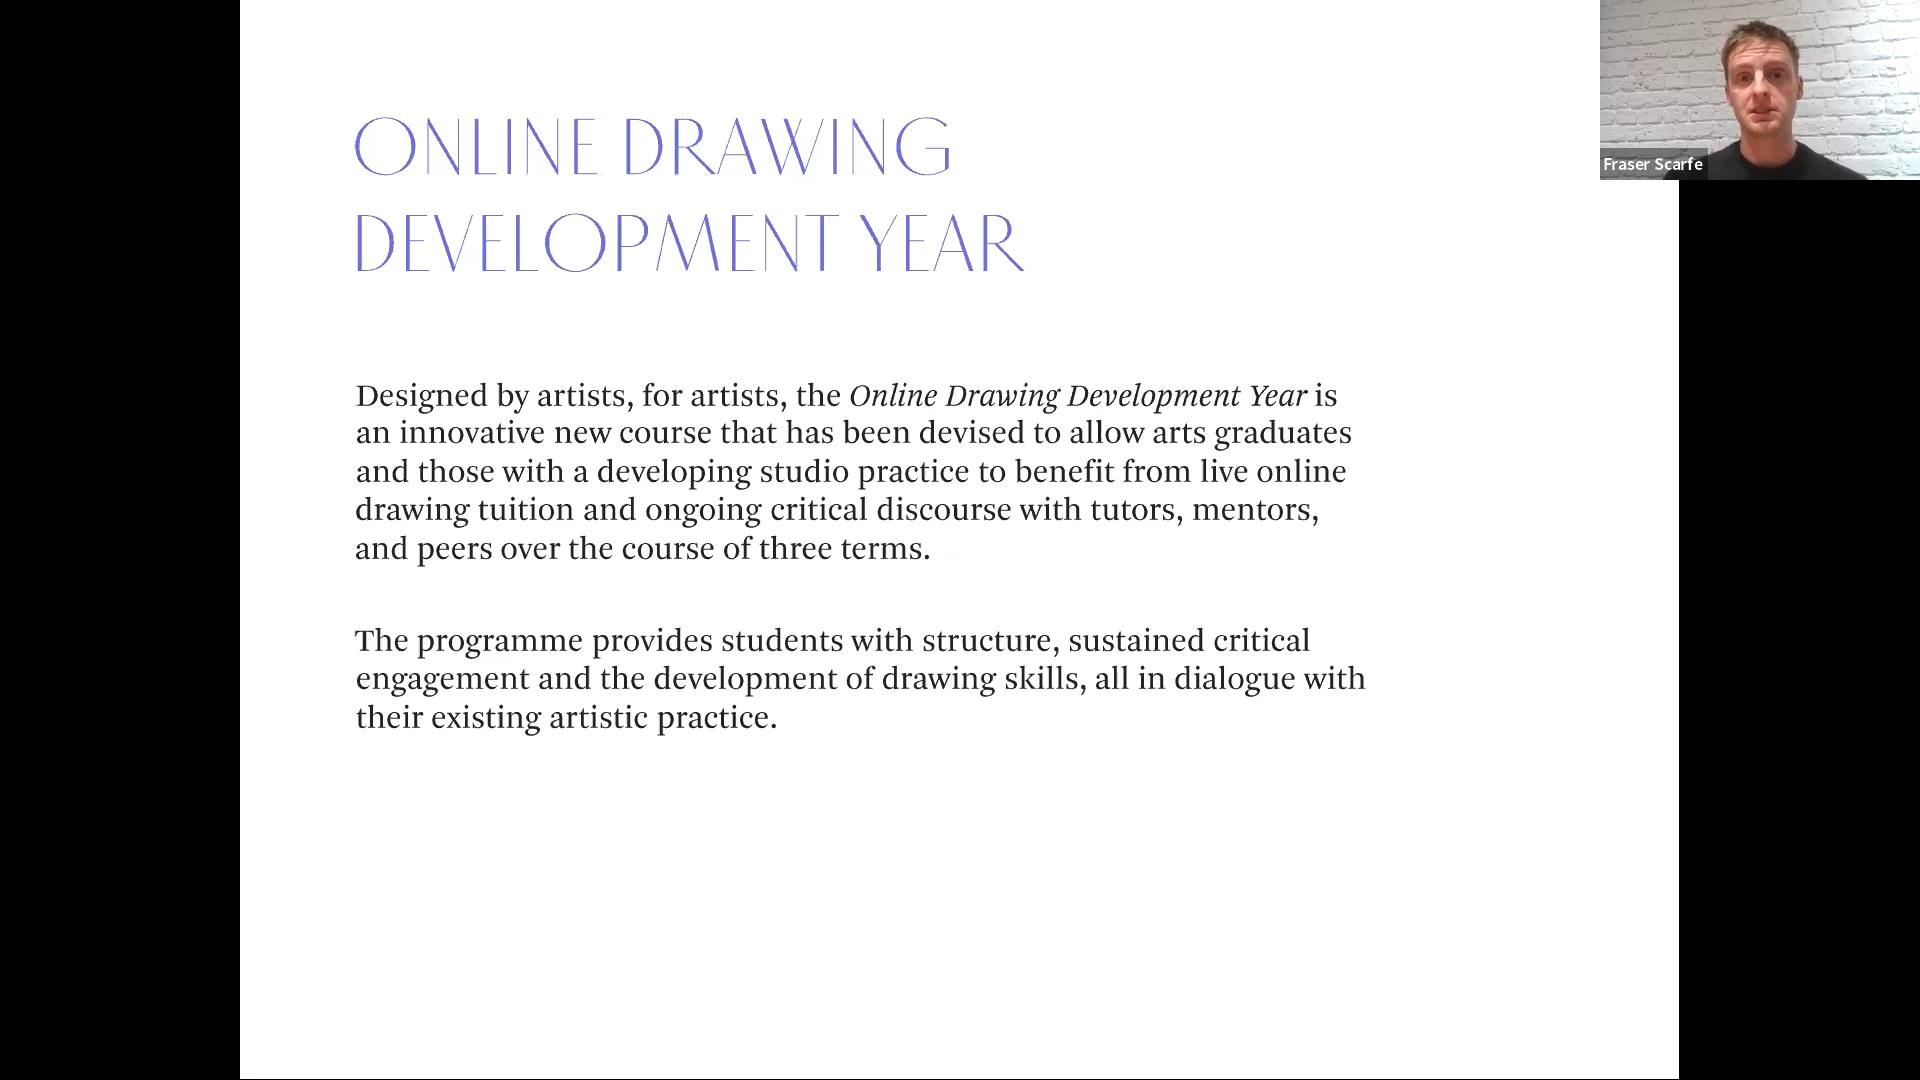 ONLINE DRAWING
DEVELOPMENT YEAR
Designed by artists, for artists, the Online Drawing Development Year is
an innovative new course that has been devised to allow arts graduates
and those with a developing studio practice to benefit from live online
drawing tuition and ongoing critical discourse with tutors, mentors,
and peers over the course of three terms.
The programme provides students with structure, sustained critical
engagement and the development of drawing skills, all in dialogue with
their existing artistic practice.
Fraser Scarfe